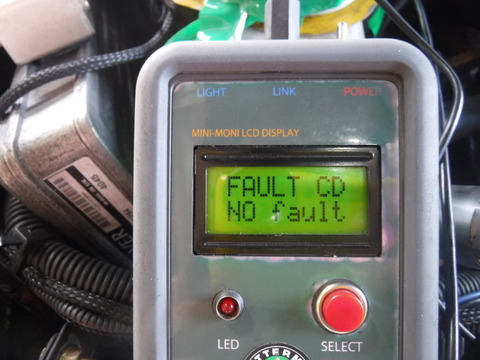 LIGHT LINK POWER
MINI-MONI LCD DISPLAY
FAULT CD
NO fault
LED SELECT